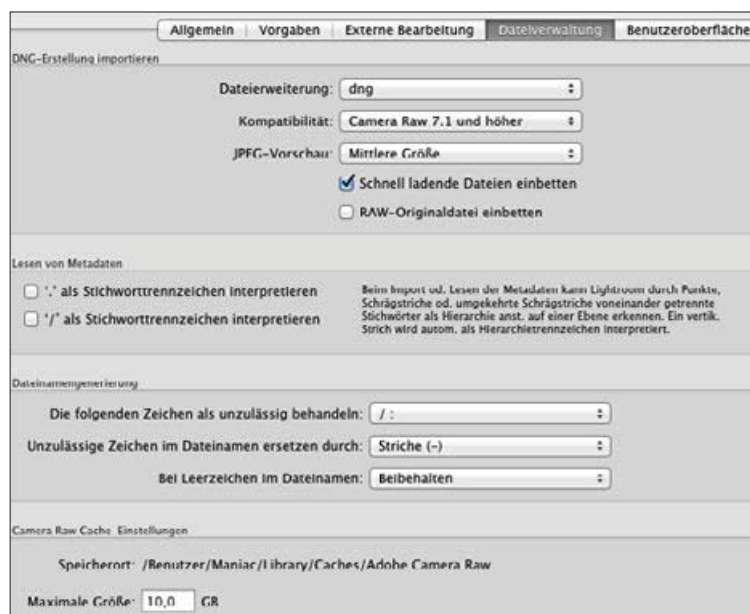 Allgemein Vorgaben Externe Bearbeitung Dateiverwaltung Benutzeroberfläche
DNG-Erstellung importieren
Dateierweiterung: dng
Kompatibilität: Camera Raw 7.1 und höher
JPEG-Vorschau: Mittlere Größe
Schnell ladende Dateien einbetten
RAW-Originaldatei einbetten
Lesen von Metadaten
'.' als Stichworttrennzeichen interpretieren
'/' als Stichworttrennzeichen interpretieren
Beim Import od. Lesen der Metadaten kann Lightroom durch Punkte,
Schrägstriche od. umgekehrte Schrägstriche voneinander getrennte
Stichwörter als Hierarchie anst. auf einer Ebene erkennen. Ein vertik.
Strich wird autom. als Hierarchietrennzeichen interpretiert.
Dateinamengenerierung
Die folgenden Zeichen als unzulässig behandeln: / :
Unzulässige Zeichen im Dateinamen ersetzen durch: Striche (-)
Bei Leerzeichen im Dateinamen: Beibehalten
Camera Raw Cache Einstellungen
Speicherort: /Benutzer/Maniac/Library/Caches/Adobe Camera Raw
Maximale Größe: 10,0 GB